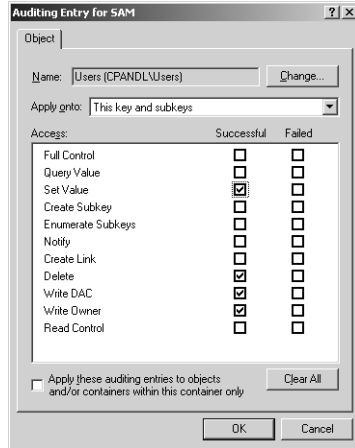 Auditing Entry for SAM
Object
Name: Users (CPANDL\Users) Change...
Apply onto: This key and subkeys
Access: Successful Failed
Full Control
Query Value
Set Value
Create Subkey
Enumerate Subkeys
Notify
Create Link
Delete
Write DAC
Write Owner
Read Control
Apply these auditing entries to objects Clear All
and/or containers within this container only
OK Cancel